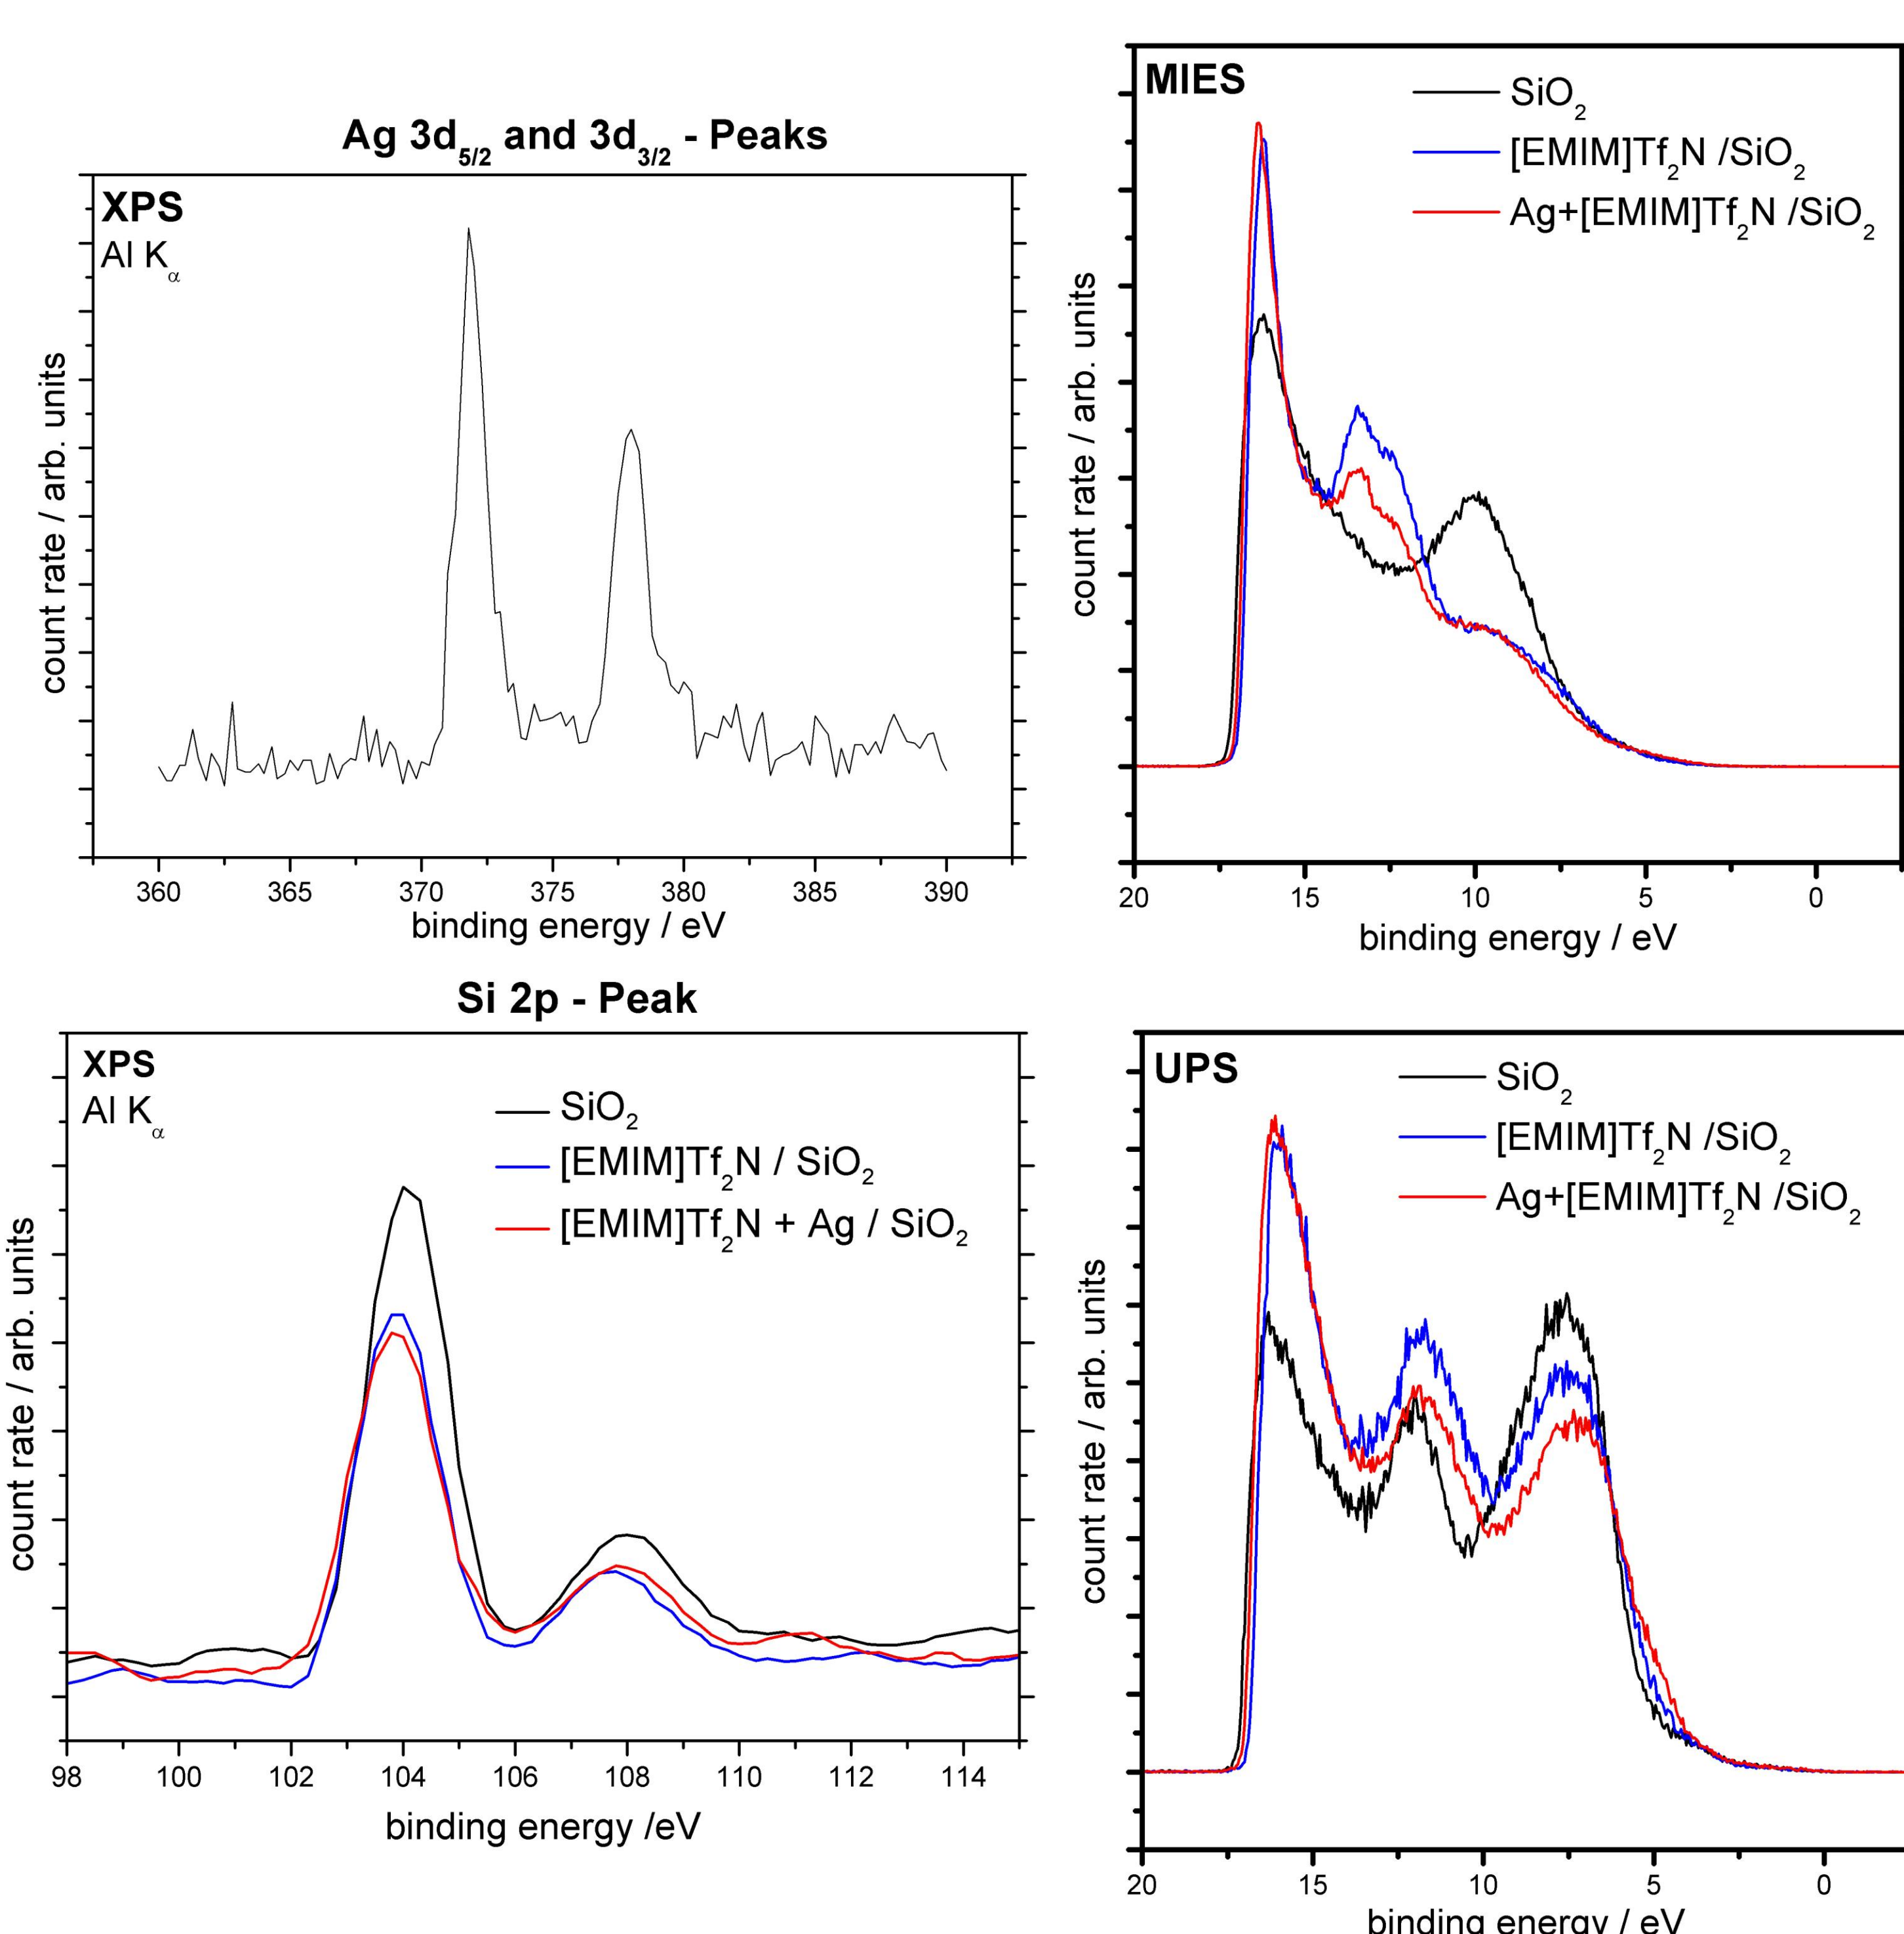 Ag 3d5/2 and 3d3/2 - Peaks
XPS
Al Kα
count rate / arb. units
360 365 370 375 380 385 390
binding energy / eV
MIES
SiO2
[EMIM]Tf2N /SiO2
Ag+[EMIM]Tf2N /SiO2
count rate / arb. units
20 15 10 5 0
binding energy / eV
Si 2p - Peak
XPS
Al Kα
SiO2
[EMIM]Tf2N / SiO2
[EMIM]Tf2N + Ag / SiO2
count rate / arb. units
98 100 102 104 106 108 110 112 114
binding energy /eV
UPS
SiO2
[EMIM]Tf2N /SiO2
Ag+[EMIM]Tf2N /SiO2
count rate / arb. units
20 15 10 5 0
binding energy / eV